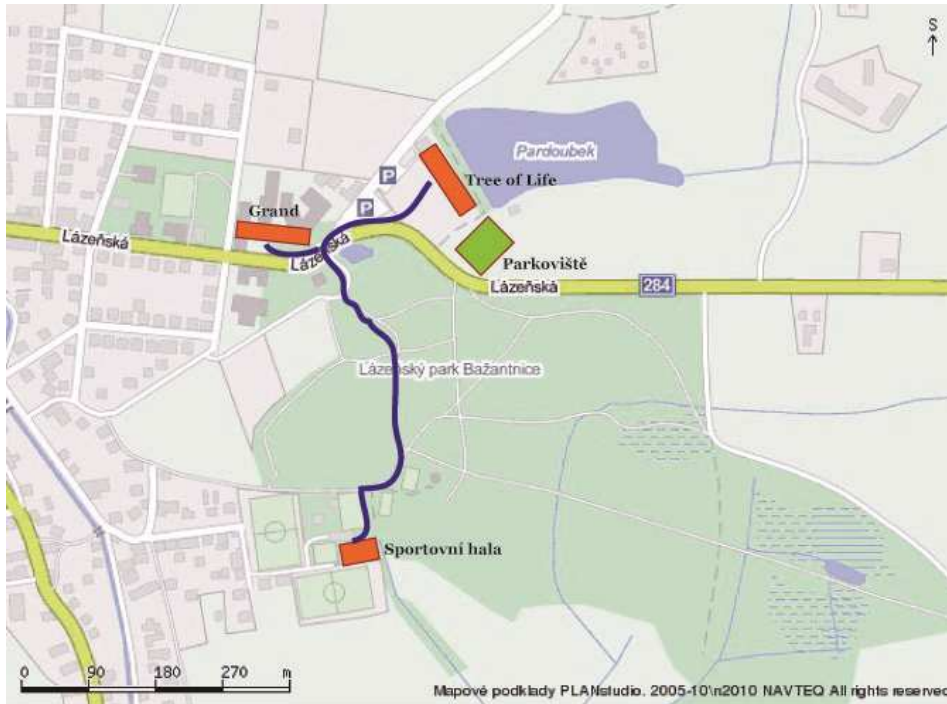 S
Pardoubek
P
Tree of Life
P
Grand
Lázeňská
Lázeňská
Parkoviště
Lázeňská
284
Lázeňský park Bažantnice
Sportovní hala
0 90 180 270 m
Mapové podklady PLANstudio. 2005-10\n2010 NAVTEQ All rights reserved